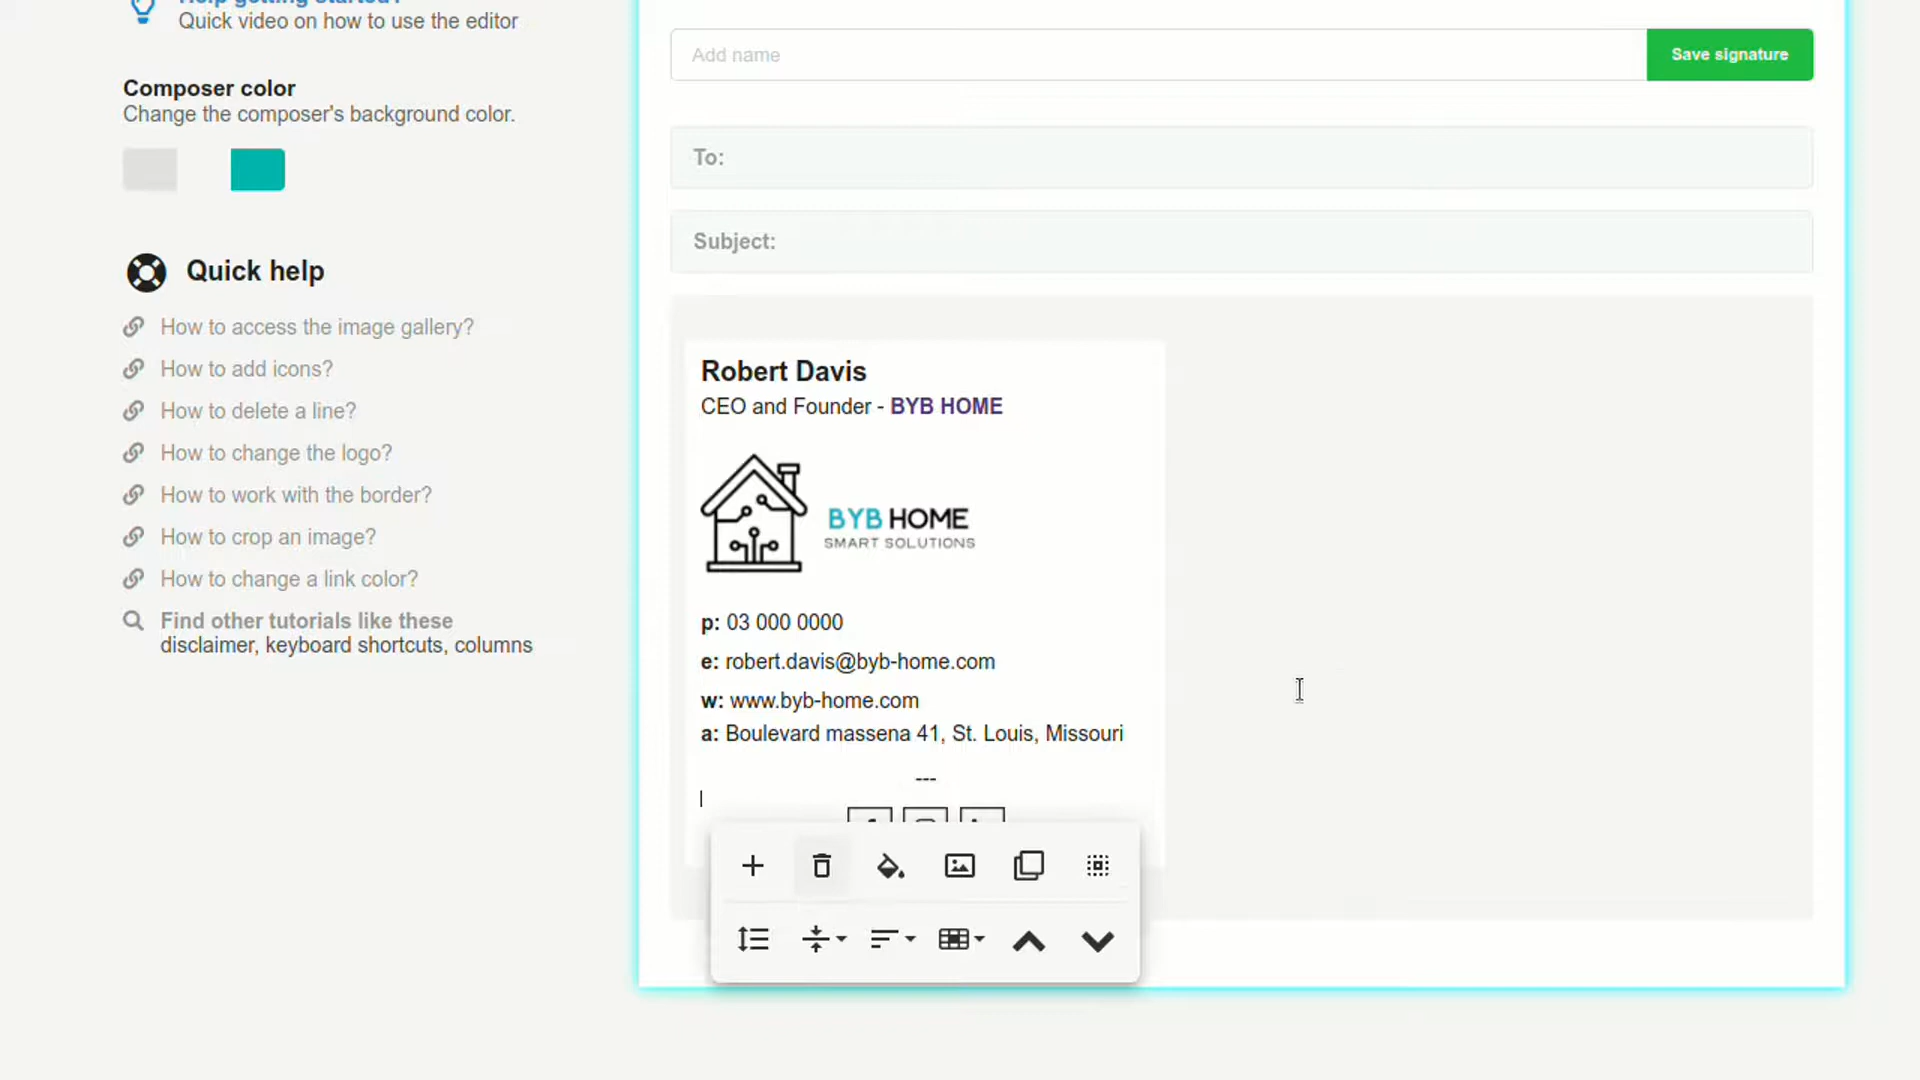 Help getting started?
Quick video on how to use the editor
Composer color
Change the composer's background color.
Quick help
How to access the image gallery?
How to add icons?
How to delete a line?
How to change the logo?
How to work with the border?
How to crop an image?
How to change a link color?
Find other tutorials like these
disclaimer, keyboard shortcuts, columns
Add name
Save signature
To:
Subject:
Robert Davis
CEO and Founder - BYB HOME
BYB HOME
SMART SOLUTIONS
p: 03 000 0000
e: robert.davis@byb-home.com
w: www.byb-home.com
a: Boulevard massena 41, St. Louis, Missouri
---